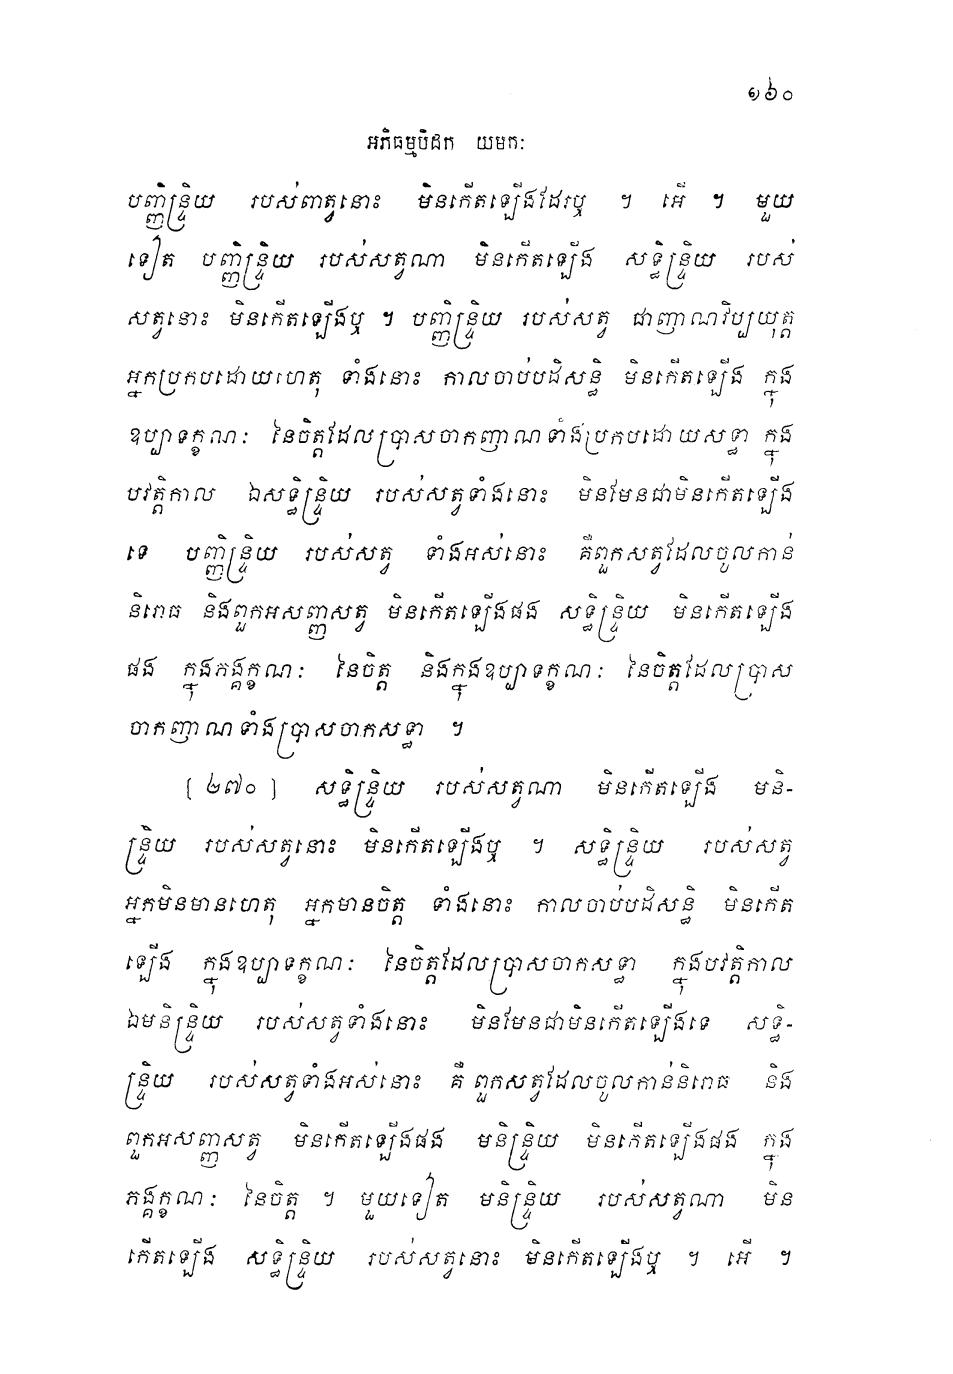 ១៦០
អភិធម្មបិដក យមកៈ
បញ្ញិន្ទ្រិយ របស់ពាត្វនោះ មិនកើតឡើងដែរឬ ។ អើ ។ មួយ
ទៀត បញ្ញិន្ទ្រិយ របស់សត្វណា មិនកើតឡើង សទ្ធិន្ទ្រិយ របស់
សត្វនោះ មិនកើតឡើងឬ ។ បញ្ញិន្ទ្រិយ របស់សត្វ ជាញាណវិប្បយុត្ត
អ្នកប្រកបដោយហេតុ ទាំងនោះ កាលចាប់បដិសន្ធិ មិនកើតឡើង ក្នុង
ឧប្បាទក្ខណៈ នៃចិត្តដែលប្រាសចាកញាណទាំងប្រកបដោយសទ្ធា ក្នុង
បវត្តិកាល ឯសទ្ធិន្ទ្រិយ របស់សត្វទាំងនោះ មិនមែនជាមិនកើតឡើង
ទេ បញ្ញិន្ទ្រិយ របស់សត្វ ទាំងអស់នោះ គឺពួកសត្វដែលចូលកាន់
និរោធ និងពួកអសញ្ញសត្វ មិនកើតឡើងផង សទ្ធិន្ទ្រិយ មិនកើតឡើង
ផង ក្នុងភង្គក្ខណៈ នៃចិត្ត និងក្នុងឧប្បាទក្ខណៈ នៃចិត្តដែលប្រាស
ចាកញាណទាំងប្រាសចាកសទ្ធា ។
[ ២៧០ ] សទ្ធិន្ទ្រិយ របស់សត្វណា មិនកើតឡើង មនិ-
ន្ទ្រិយ របស់សត្វនោះ មិនកើតឡើងឬ ។ សទ្ធិន្ទ្រិយ របស់សត្វ
អ្នកមិនមានហេតុ អ្នកមានចិត្ត ទាំងនោះ កាលចាប់បដិសន្ធិ មិនកើត
ឡើង ក្នុងឧប្បាទក្ខណៈ នៃចិត្តដែលប្រាសចាកសទ្ធា ក្នុងបវត្តិកាល
ឯមនិន្ទ្រិយ របស់សត្វទាំងនោះ មិនមែនជាមិនកើតឡើងទេ សទ្ធិ-
ន្ទ្រិយ របស់សត្វទាំងអស់នោះ គឺ ពួកសត្វដែលចូលកាន់និរោធ និង
ពួកអសញ្ញសត្វ មិនកើតឡើងផង មនិន្ទ្រិយ មិនកើតឡើងផង ក្នុង
ភង្គក្ខណៈ នៃចិត្ត ។ មួយទៀត មនិន្ទ្រិយ របស់សត្វណា មិន
កើតឡើង សទ្ធិន្ទ្រិយ របស់សត្វនោះ មិនកើតឡើងឬ ។ អើ ។